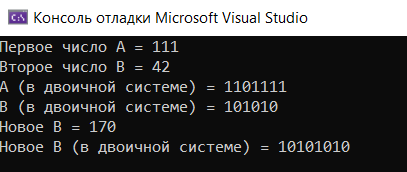 C:\ Консоль отладки Microsoft Visual Studio
Первое число A = 111
Второе число B = 42
A (в двоичной системе) = 1101111
B (в двоичной системе) = 101010
Новое B = 170
Новое B (в двоичной системе) = 10101010